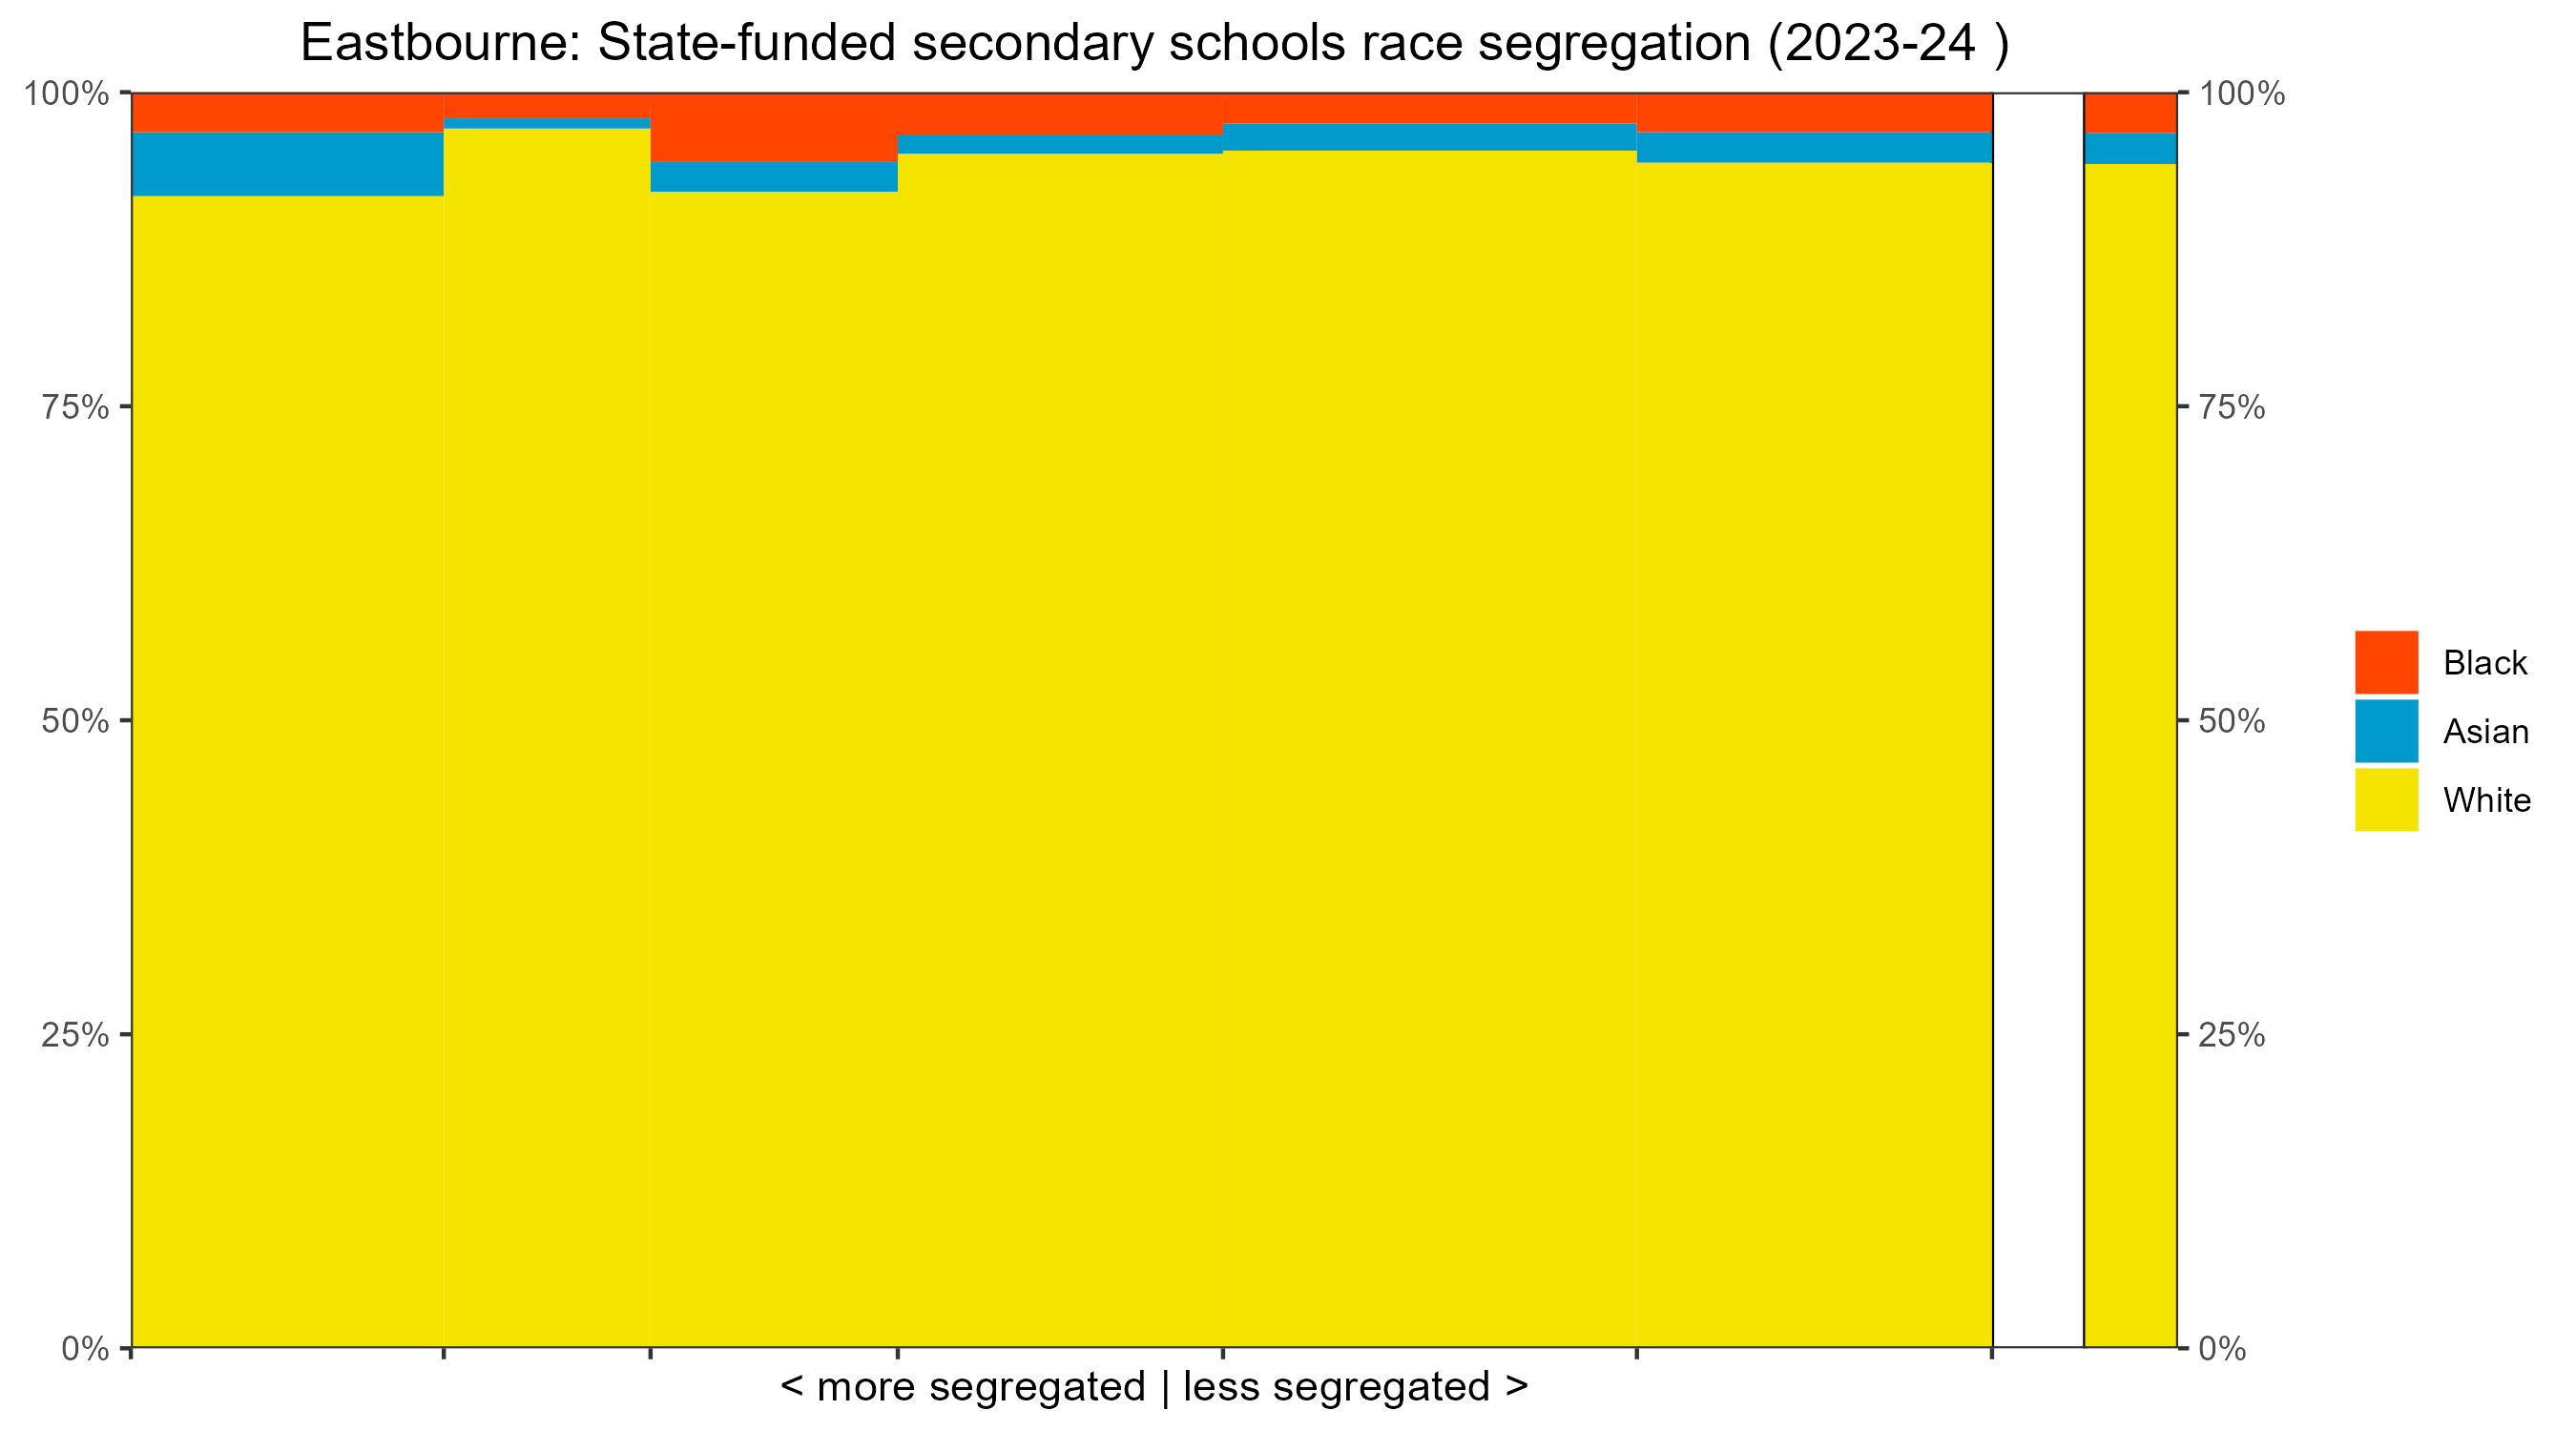 Eastbourne: State-funded secondary schools race segregation (2023-24 )
100%
75%
50%
25%
0%
100%
75%
50%
25%
0%
Black
Asian
White
< more segregated | less segregated >